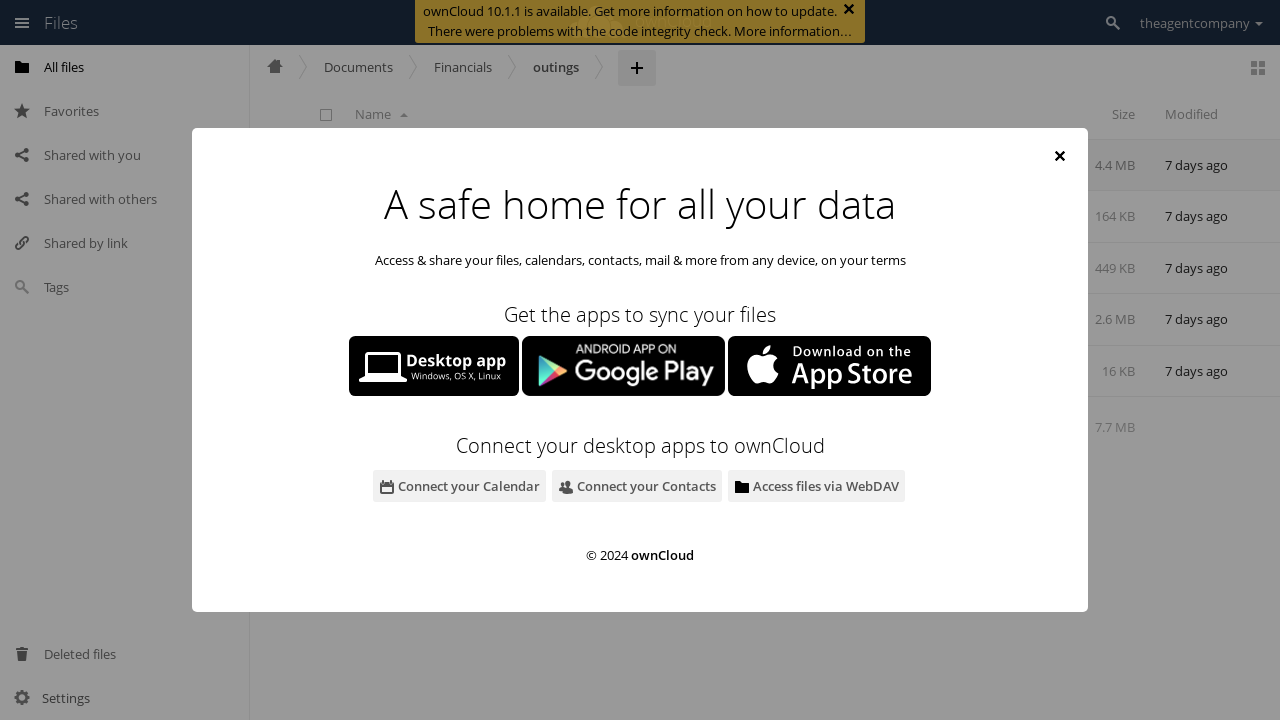 Files
ownCloud 10.1.1 is available. Get more information on how to update.
There were problems with the code integrity check. More information…
theagentcompany
All files
Favorites
Shared with you
Shared with others
Shared by link
Tags
Deleted files
Settings
Documents
Financials
outings
Name
Size
Modified
4.4 MB
7 days ago
164 KB
7 days ago
449 KB
7 days ago
2.6 MB
7 days ago
16 KB
7 days ago
7.7 MB
A safe home for all your data
Access & share your files, calendars, contacts, mail & more from any device, on your terms
Get the apps to sync your files
Desktop app
Windows, OS X, Linux
ANDROID APP ON
Google Play
Download on the
App Store
Connect your desktop apps to ownCloud
Connect your Calendar
Connect your Contacts
Access files via WebDAV
© 2024 ownCloud